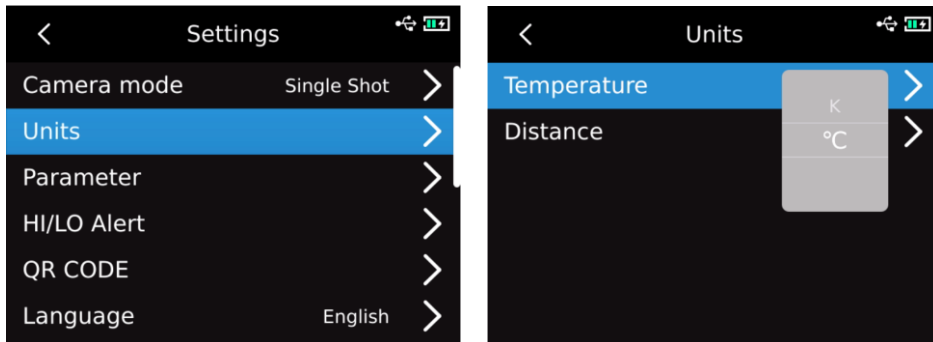 Settings
Camera mode Single Shot
Units
Parameter
HI/LO Alert
QR CODE
Language English
Units
Temperature
K
Distance
°C